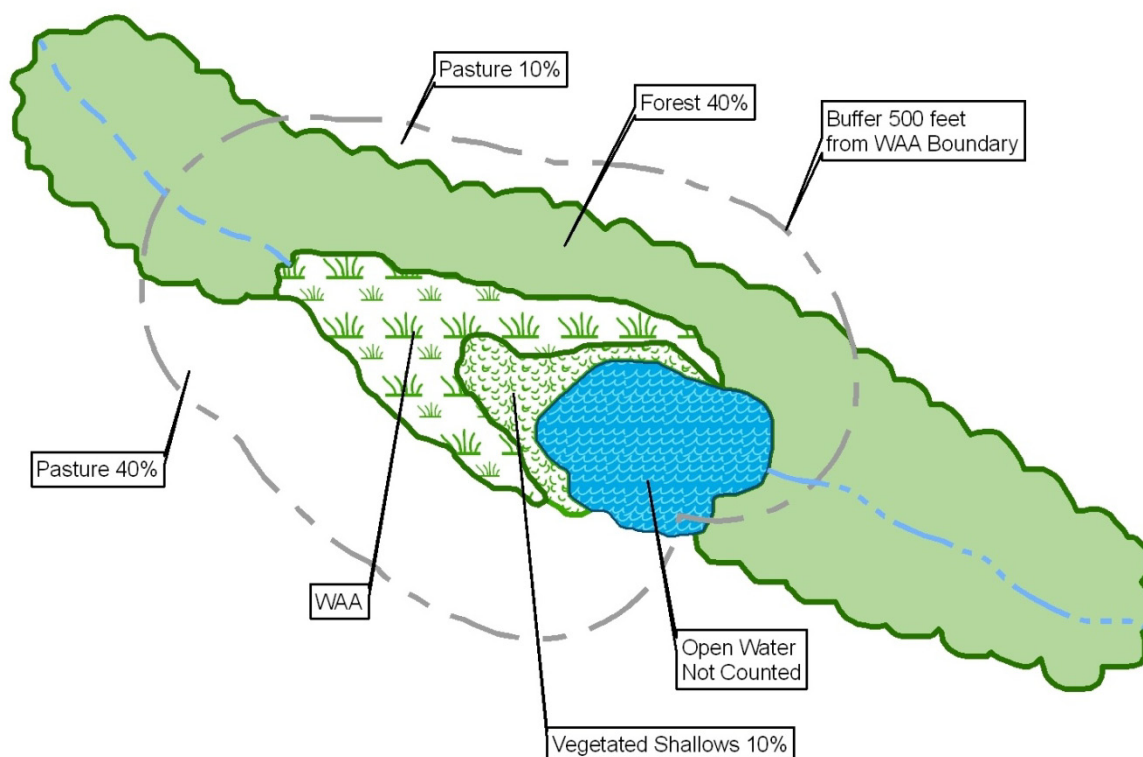 Pasture 10%
Forest 40%
Buffer 500 feet
from WAA Boundary
Pasture 40%
WAA
Open Water
Not Counted
Vegetated Shallows 10%